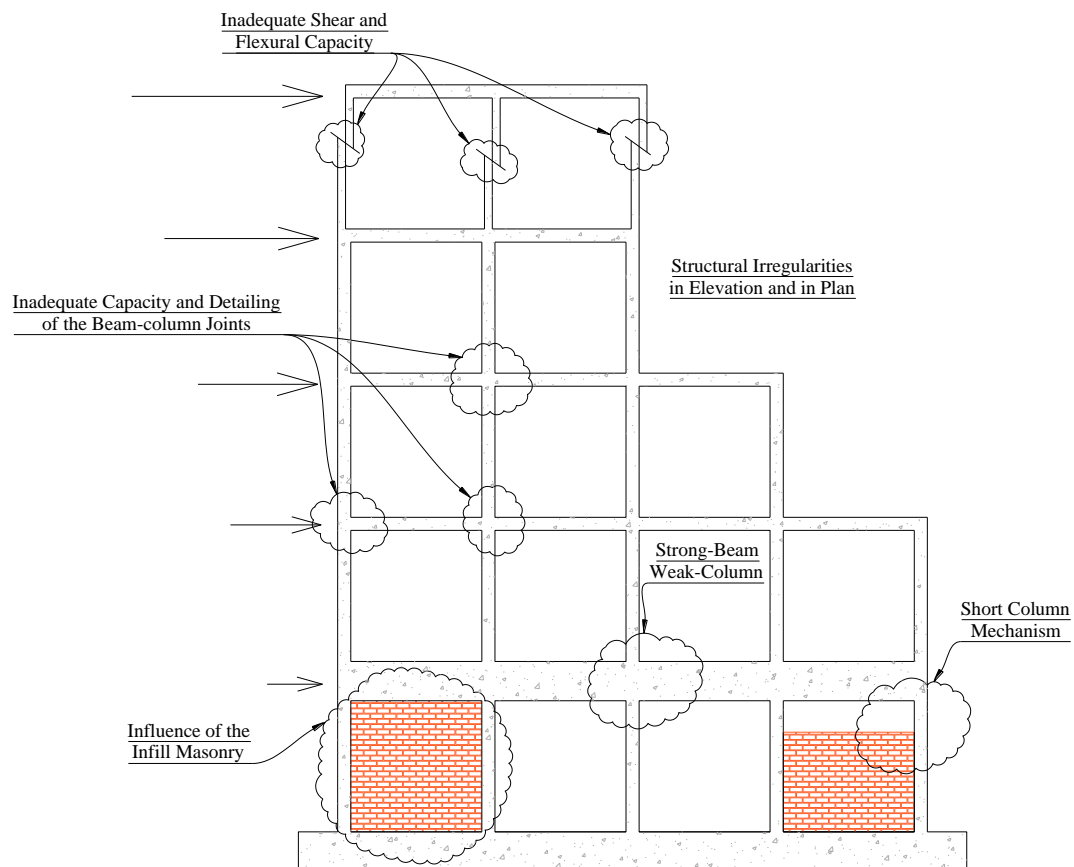 Inadequate Shear and
Flexural Capacity
Structural Irregularities
in Elevation and in Plan
Inadequate Capacity and Detailing
of the Beam-column Joints
Strong-Beam
Weak-Column
Short Column
Mechanism
Influence of the
Infill Masonry